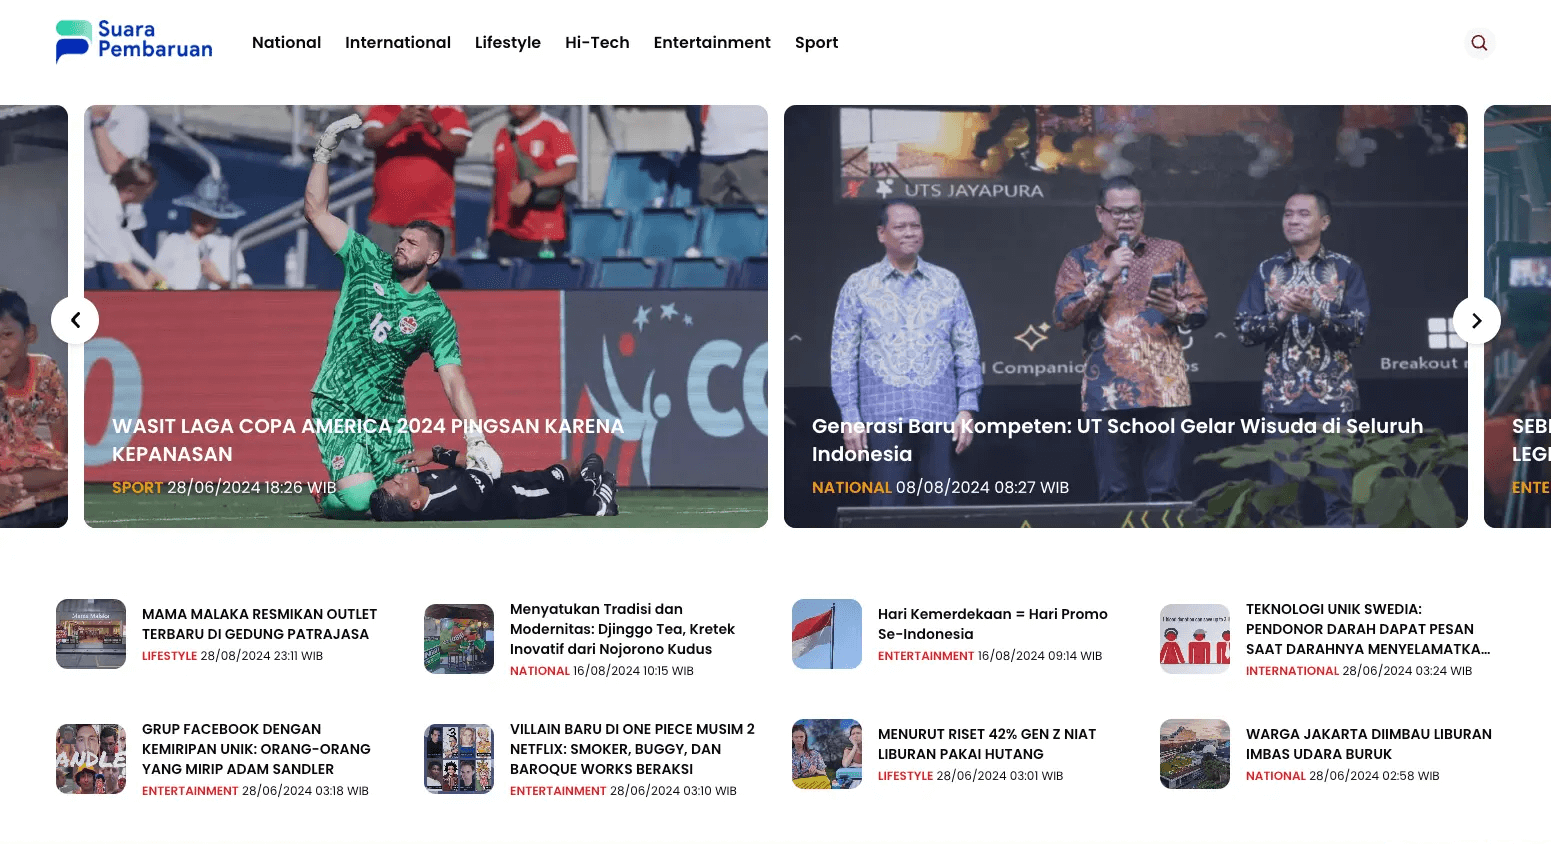 Suara
Pembaruan
National International Lifestyle Hi-Tech Entertainment Sport
UTS JAYAPURA
Companio
Breakout r
WASIT LAGA COPA AMERICA 2024 PINGSAN KARENA
KEPANASAN
SPORT 28/06/2024 18:26 WIB
Generasi Baru Kompeten: UT School Gelar Wisuda di Seluruh
Indonesia
NATIONAL 08/08/2024 08:27 WIB
SEB
LEG
ENTE
MAMA MALAKA RESMIKAN OUTLET
TERBARU DI GEDUNG PATRAJASA
LIFESTYLE 28/08/2024 23:11 WIB
Menyatukan Tradisi dan
Modernitas: Djinggo Tea, Kretek
Inovatif dari Nojorono Kudus
NATIONAL 16/08/2024 10:15 WIB
Hari Kemerdekaan = Hari Promo
Se-Indonesia
ENTERTAINMENT 16/08/2024 09:14 WIB
TEKNOLOGI UNIK SWEDIA:
PENDONOR DARAH DAPAT PESAN
SAAT DARAHNYA MENYELAMATKA...
INTERNATIONAL 28/06/2024 03:24 WIB
GRUP FACEBOOK DENGAN
KEMIRIPAN UNIK: ORANG-ORANG
YANG MIRIP ADAM SANDLER
ENTERTAINMENT 28/06/2024 03:18 WIB
VILLAIN BARU DI ONE PIECE MUSIM 2
NETFLIX: SMOKER, BUGGY, DAN
BAROQUE WORKS BERAKSI
ENTERTAINMENT 28/06/2024 03:10 WIB
MENURUT RISET 42% GEN Z NIAT
LIBURAN PAKAI HUTANG
LIFESTYLE 28/06/2024 03:01 WIB
WARGA JAKARTA DIIMBAU LIBURAN
IMBAS UDARA BURUK
NATIONAL 28/06/2024 02:58 WIB